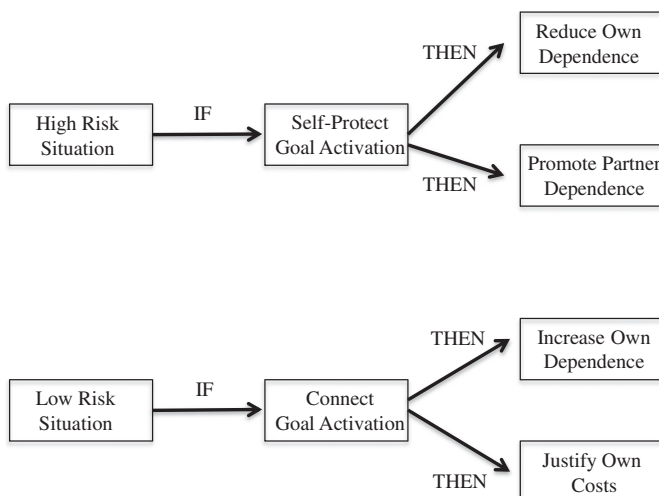 High Risk
Situation
IF
Self-Protect
Goal Activation
THEN
Reduce Own
Dependence
THEN
Promote Partner
Dependence
Low Risk
Situation
IF
Connect
Goal Activation
THEN
Increase Own
Dependence
THEN
Justify Own
Costs